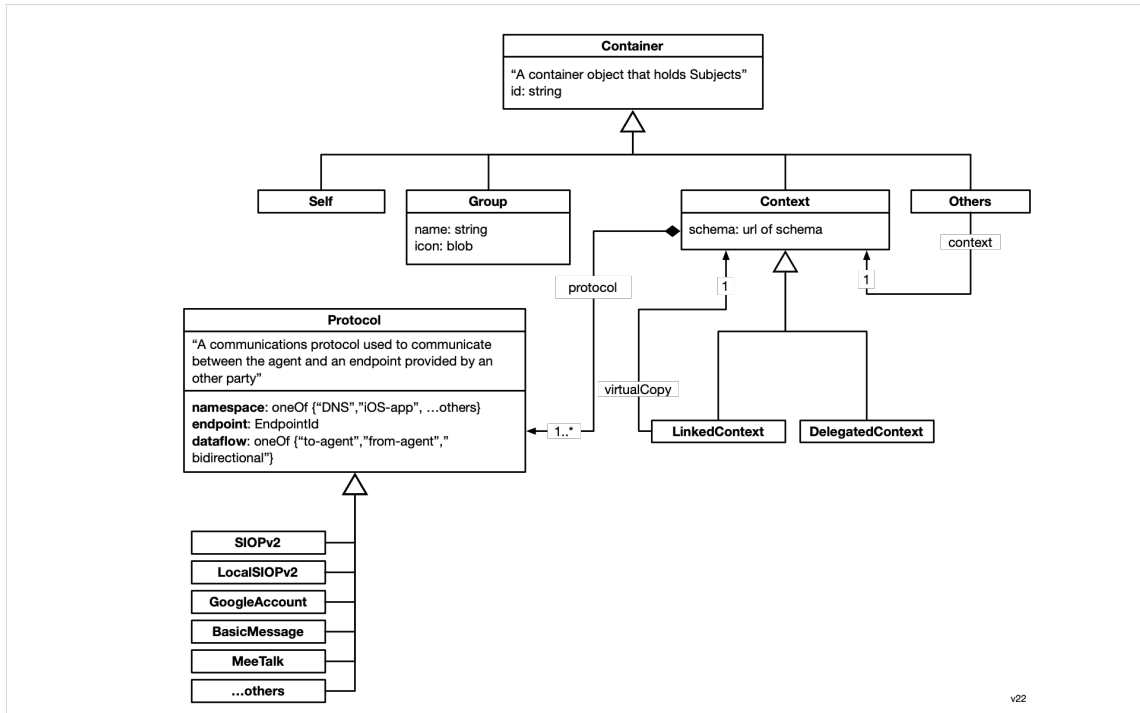 Container
“A container object that holds Subjects”
id: string
Self
Group
name: string
icon: blob
Context
schema: url of schema
Others
context
1
1
protocol
virtualCopy
1..*
LinkedContext
DelegatedContext
Protocol
“A communications protocol used to communicate
between the agent and an endpoint provided by an
other party”
namespace: oneOf {“DNS”,”iOS-app”, …others}
endpoint: EndpointId
dataflow: oneOf {“to-agent”,”from-agent”,”
bidirectional”}
SIOPv2
LocalSIOPv2
GoogleAccount
BasicMessage
MeeTalk
…others
v22